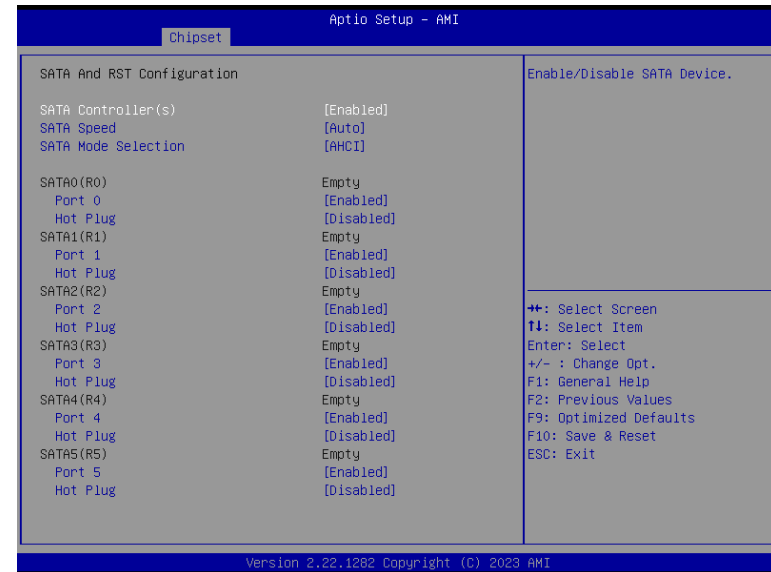 Aptio Setup – AMI
Chipset
SATA And RST Configuration
SATA Controller(s) [Enabled]
SATA Speed [Auto]
SATA Mode Selection [AHCI]
SATA0(R0) Empty
Port 0 [Enabled]
Hot Plug [Disabled]
SATA1(R1) Empty
Port 1 [Enabled]
Hot Plug [Disabled]
SATA2(R2) Empty
Port 2 [Enabled]
Hot Plug [Disabled]
SATA3(R3) Empty
Port 3 [Enabled]
Hot Plug [Disabled]
SATA4(R4) Empty
Port 4 [Enabled]
Hot Plug [Disabled]
SATA5(R5) Empty
Port 5 [Enabled]
Hot Plug [Disabled]
Enable/Disable SATA Device.
→←: Select Screen
↑↓: Select Item
Enter: Select
+/- : Change Opt.
F1: General Help
F2: Previous Values
F9: Optimized Defaults
F10: Save & Reset
ESC: Exit
Version 2.22.1282 Copyright (C) 2023 AMI